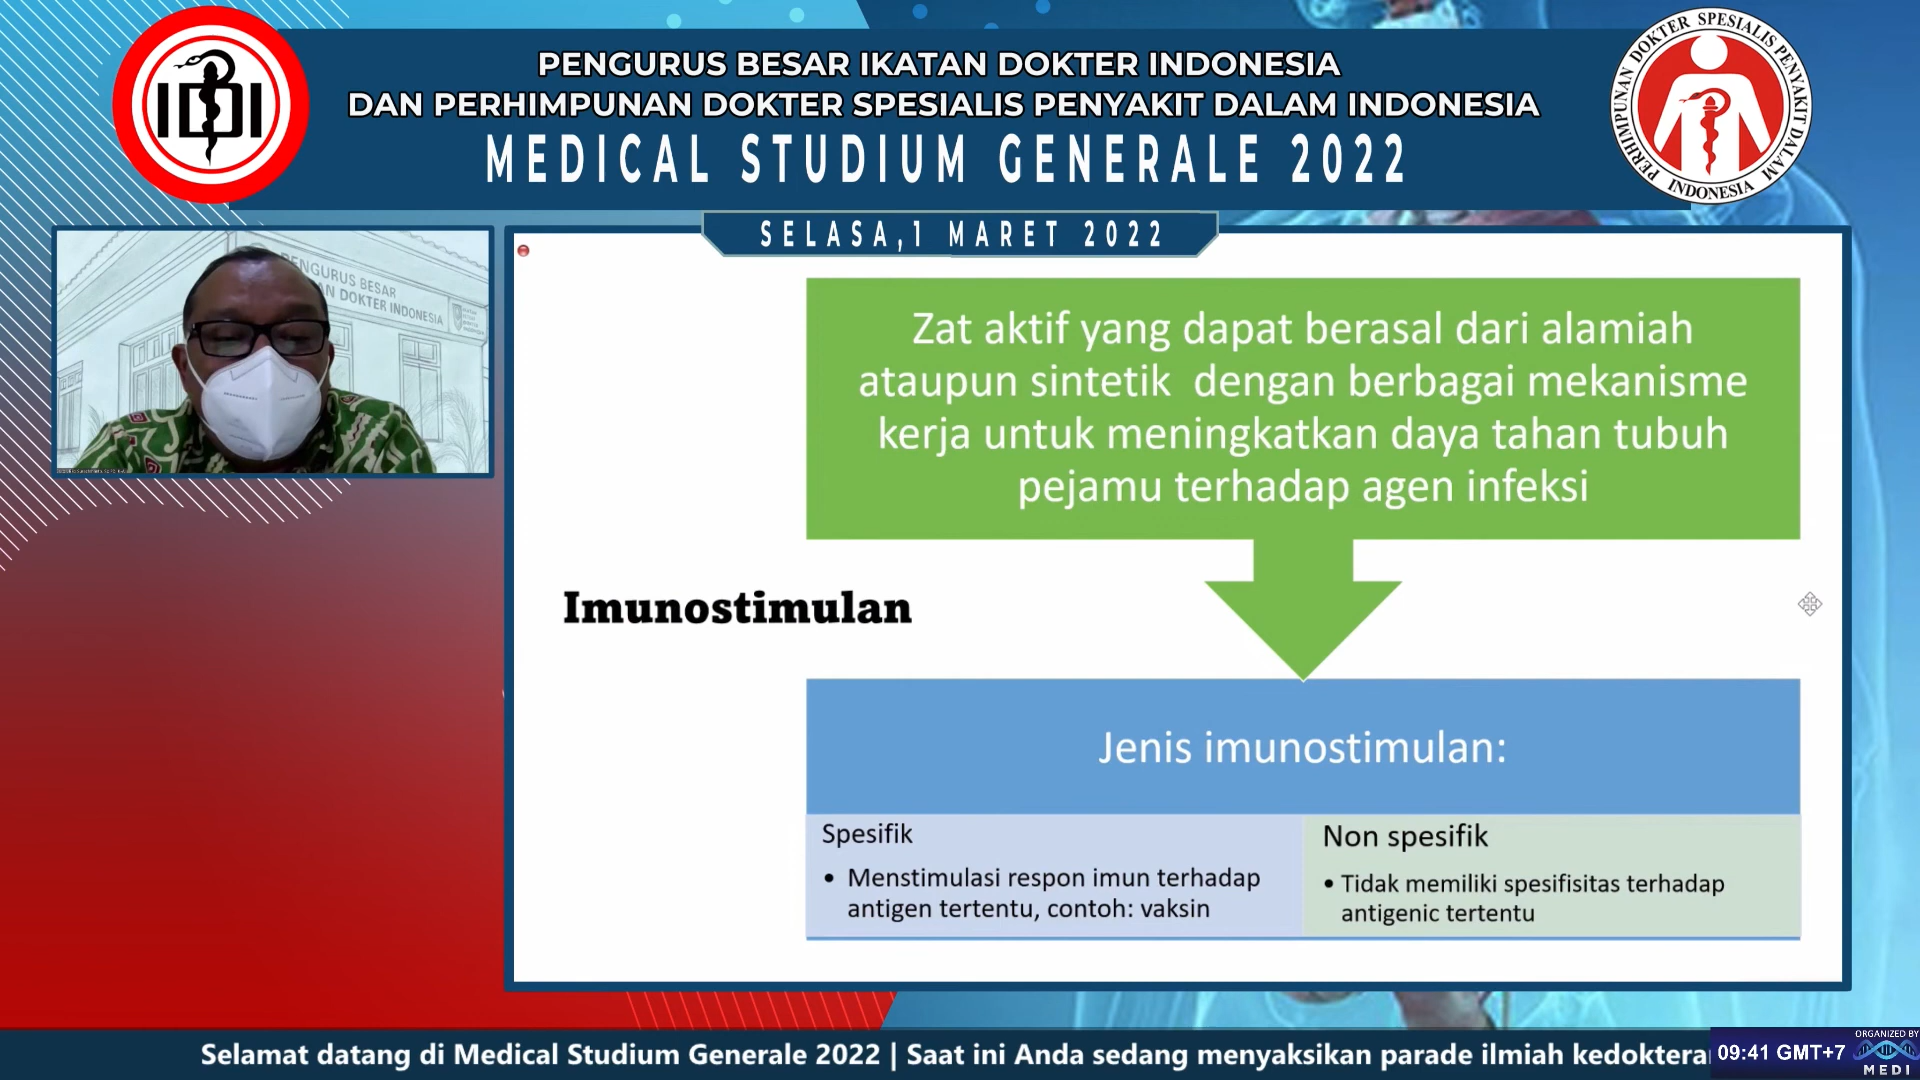 PENGURUS BESAR IKATAN DOKTER INDONESIA
DAN PERHIMPUNAN DOKTER SPESIALIS PENYAKIT DALAM INDONESIA
MEDICAL STUDIUM GENERALE 2022
SELASA,1 MARET 2022
IDI
PERHIMPUNAN DOKTER SPESIALIS PENYAKIT DALAM
INDONESIA
PENGURUS BESAR
AN DOKTER INDONESIA
Zat aktif yang dapat berasal dari alamiah
ataupun sintetik dengan berbagai mekanisme
kerja untuk meningkatkan daya tahan tubuh
pejamu terhadap agen infeksi
Imunostimulan
Jenis imunostimulan:
Spesifik
• Menstimulasi respon imun terhadap
antigen tertentu, contoh: vaksin
Non spesifik
• Tidak memiliki spesifisitas terhadap
antigenic tertentu
Selamat datang di Medical Studium Generale 2022 | Saat ini Anda sedang menyaksikan parade ilmiah kedoktera
09:41 GMT+7
ORGANIZED BY
MEDI